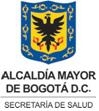 ALCALDÍA MAYOR
DE BOGOTÁ D.C.
SECRETARÍA DE SALUD